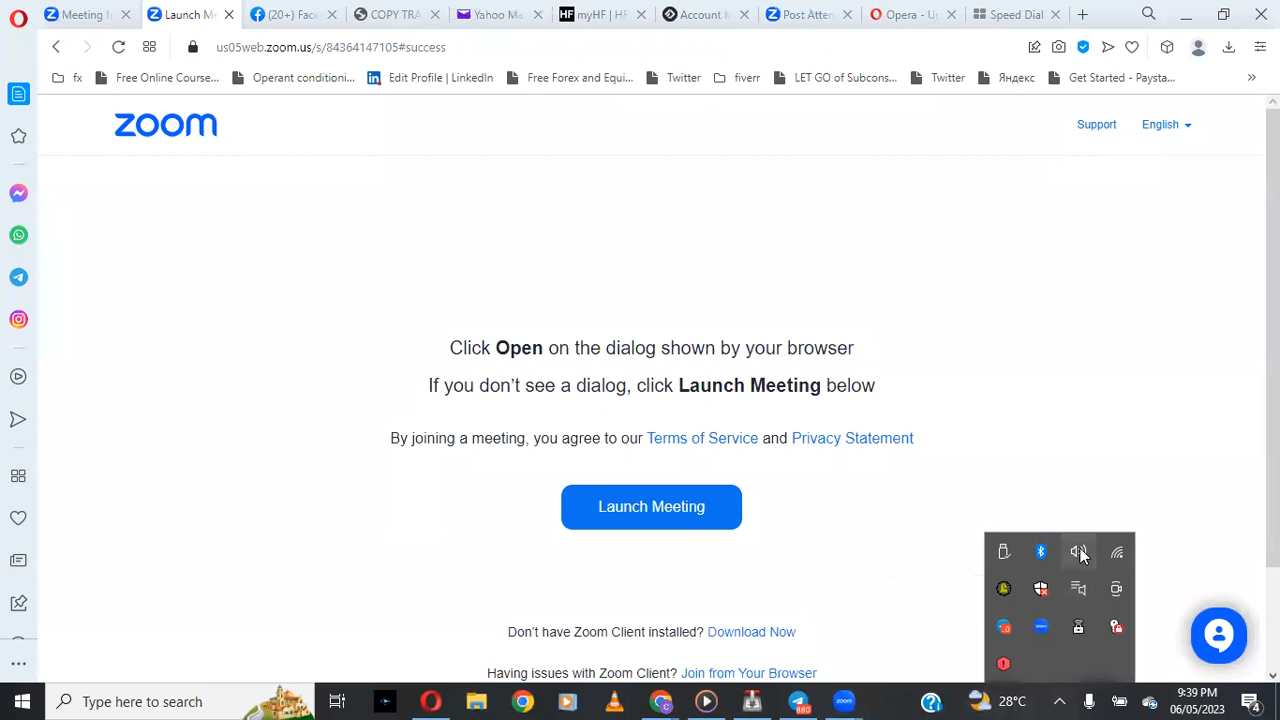 Meeting I
Launch M
(20+) Face
COPY TRA
Yahoo Ma
HF
myHF | HF
Account
Post Atten
Opera - Up
Speed Dial
us05web.zoom.us/s/84364147105#success
fx
Free Online Course...
Operant conditioni...
Edit Profile | LinkedIn
Free Forex and Equi...
Twitter
fiverr
LET GO of Subcons...
Twitter
Яндекс
Get Started - Paysta...
zoom
Support
English
Click Open on the dialog shown by your browser
If you don't see a dialog, click Launch Meeting below
By joining a meeting, you agree to our Terms of Service and Privacy Statement
Launch Meeting
Don't have Zoom Client installed? Download Now
Having issues with Zoom Client? Join from Your Browser
Type here to search
880
zoom
28°C
9:39 PM
06/05/2023
4